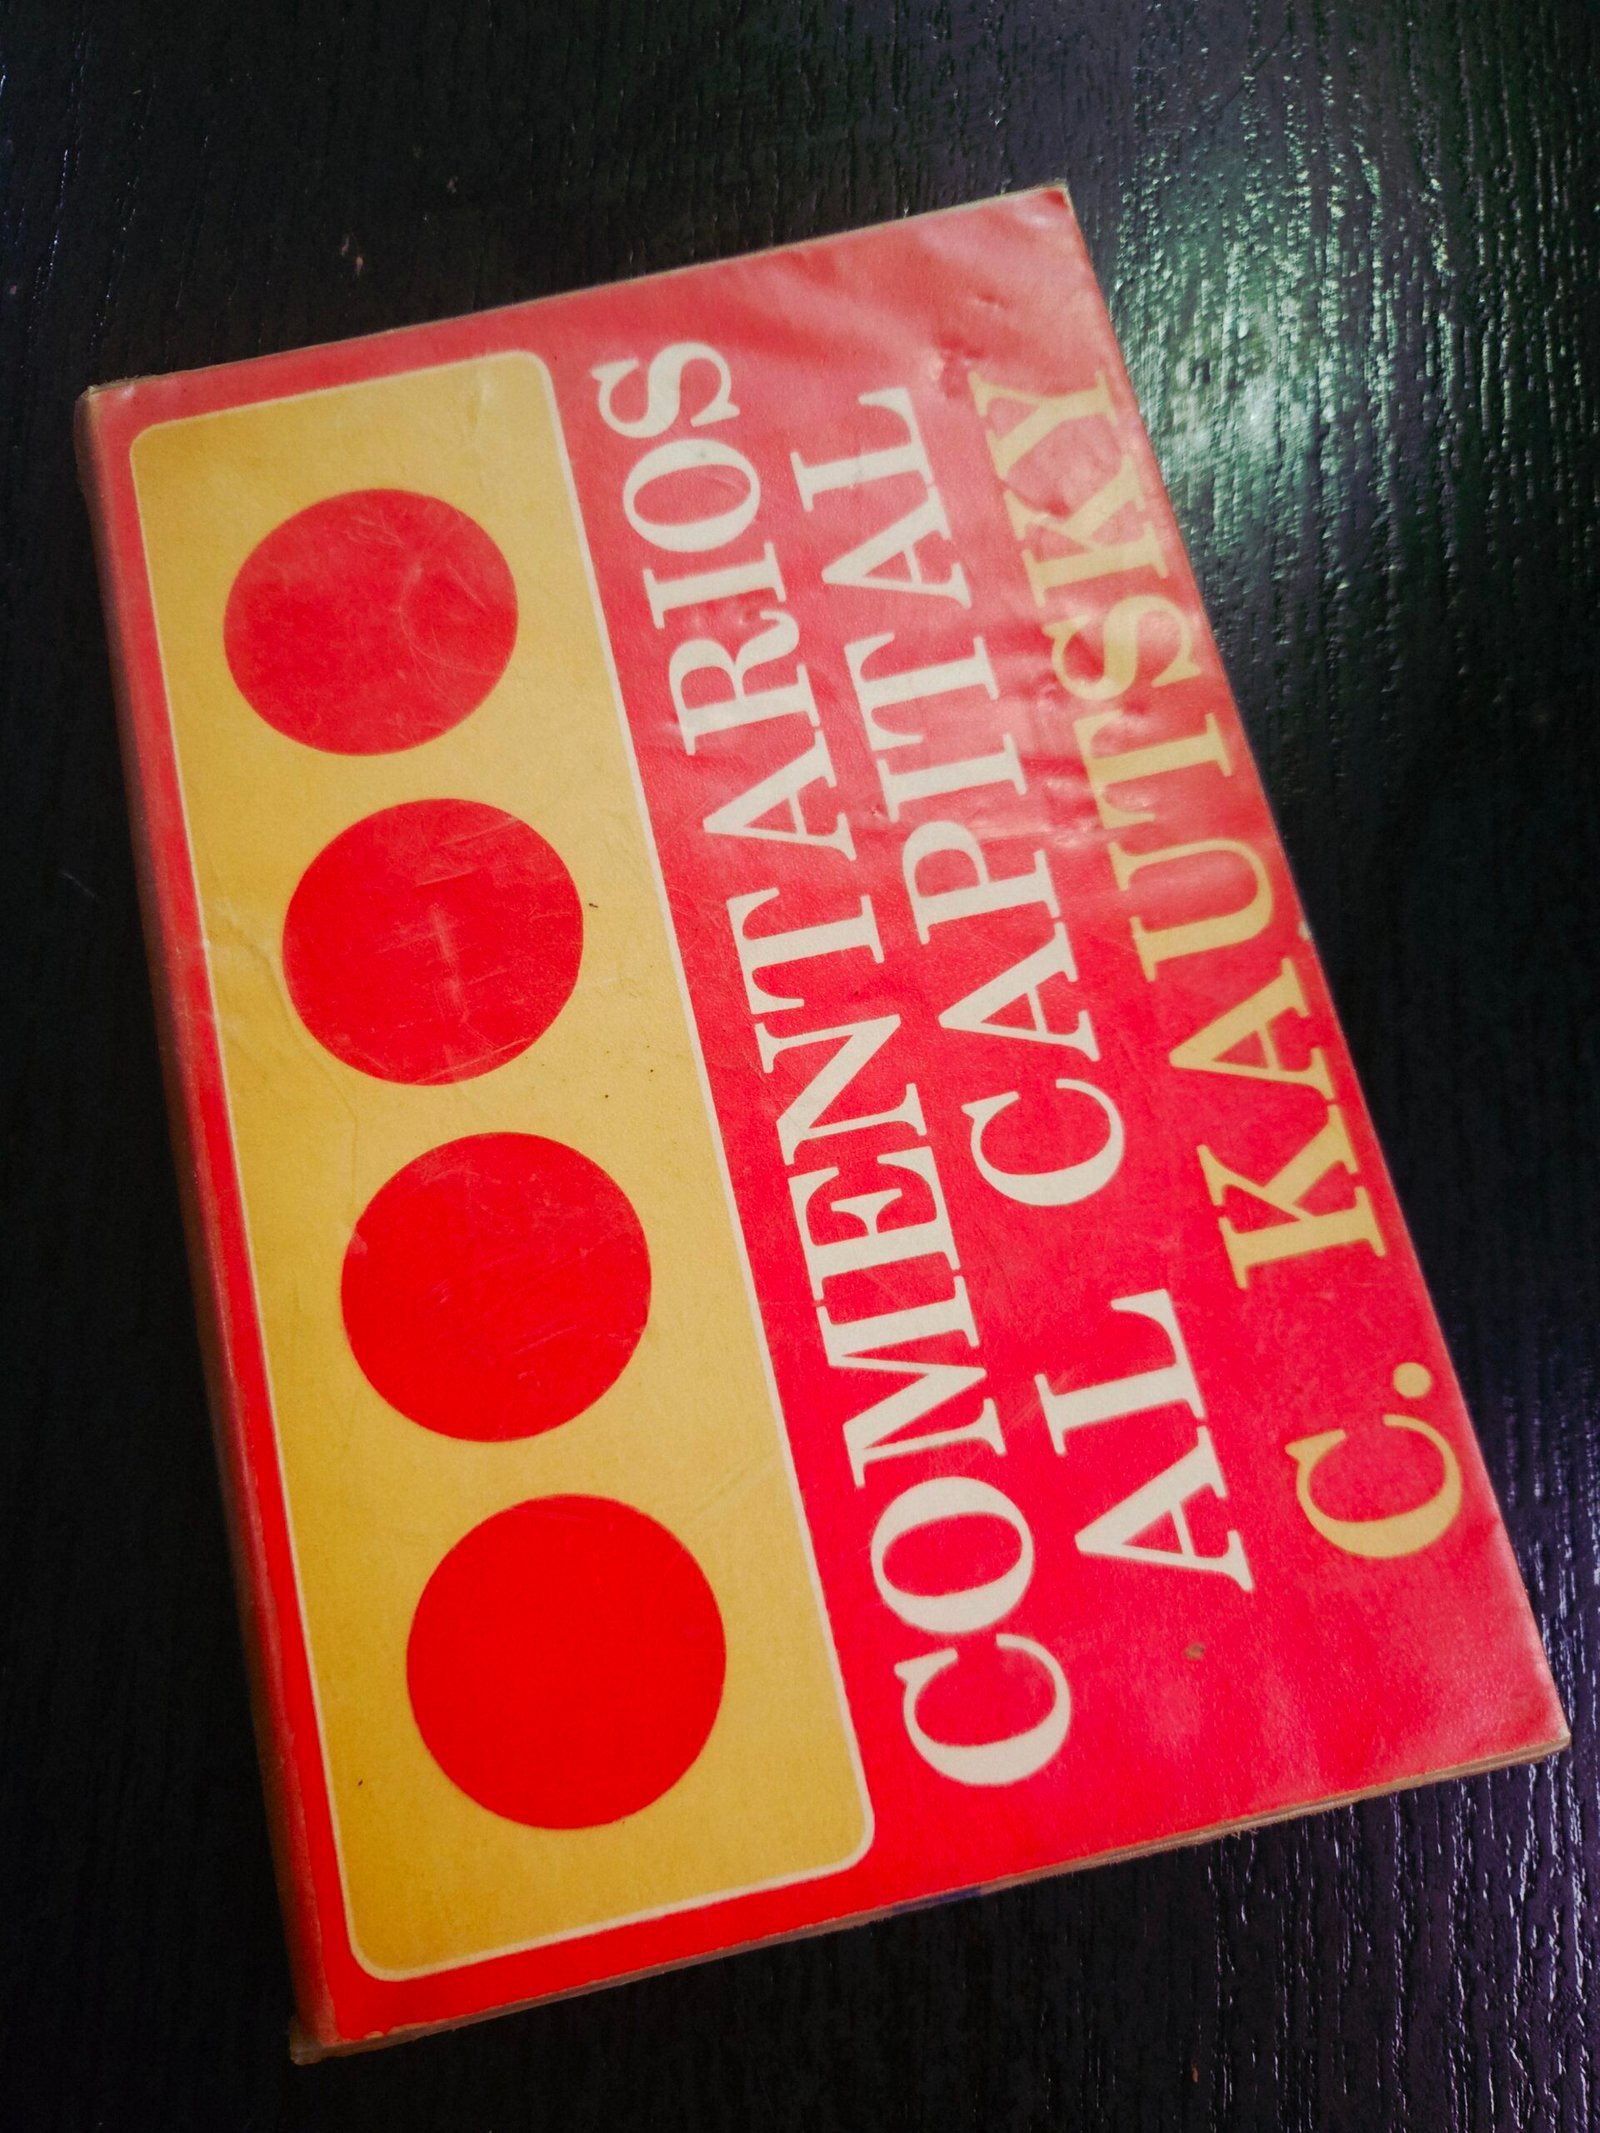 COMENTARIOS
AL CAPITAL
C. KAUTSKY